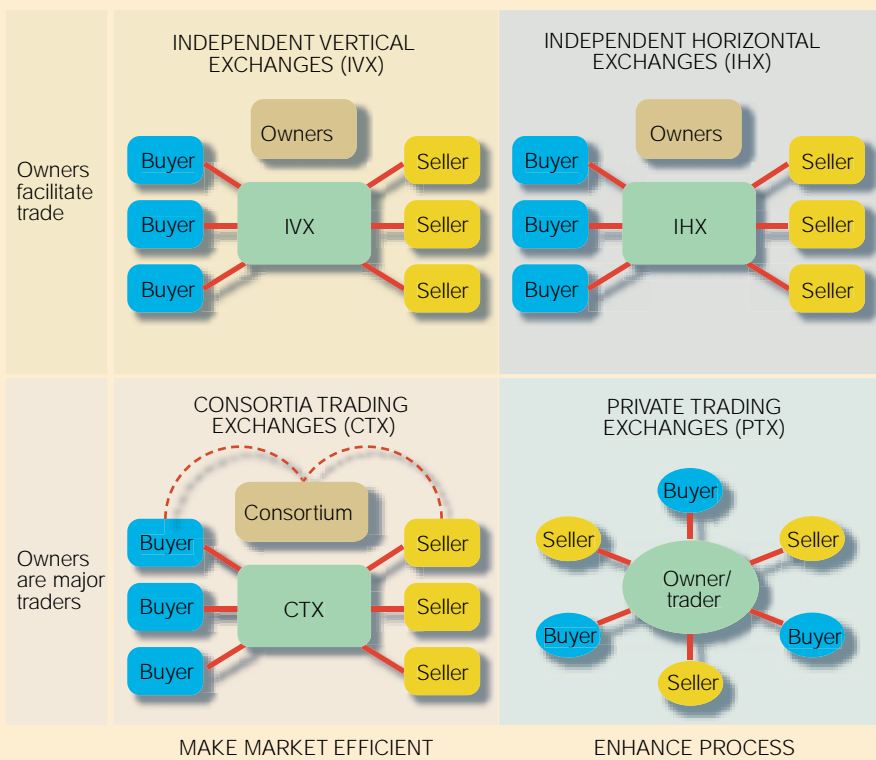 INDEPENDENT VERTICAL
EXCHANGES (IVX)
INDEPENDENT HORIZONTAL
EXCHANGES (IHX)
Owners
facilitate
trade
Owners
Buyer
Seller
Buyer
IVX
Seller
Buyer
Seller
Owners
Buyer
Seller
Buyer
IHX
Seller
Buyer
Seller
CONSORTIA TRADING
EXCHANGES (CTX)
PRIVATE TRADING
EXCHANGES (PTX)
Owners
are major
traders
Consortium
Buyer
Seller
Buyer
CTX
Seller
Buyer
Seller
Buyer
Seller
Seller
Owner/
trader
Buyer
Buyer
Seller
MAKE MARKET EFFICIENT
ENHANCE PROCESS